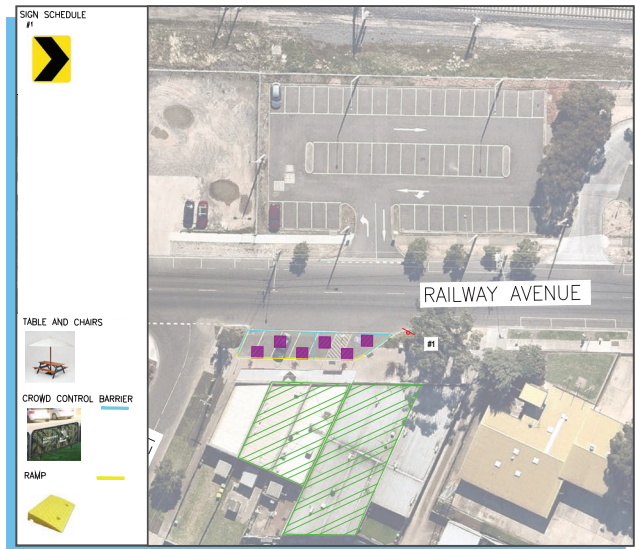 SIGN SCHEDULE
#1
RAILWAY AVENUE
#1
TABLE AND CHAIRS
CROWD CONTROL BARRIER
RAMP